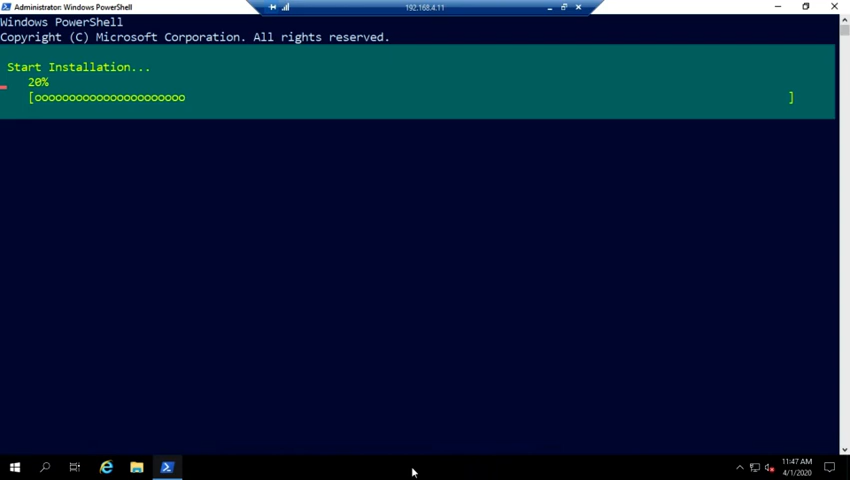 Administrator: Windows PowerShell
192.168.4.11
Windows PowerShell
Copyright (C) Microsoft Corporation. All rights reserved.
Start Installation...
20%
[oooooooooooooooooooooo ]
11:47 AM
4/1/2020